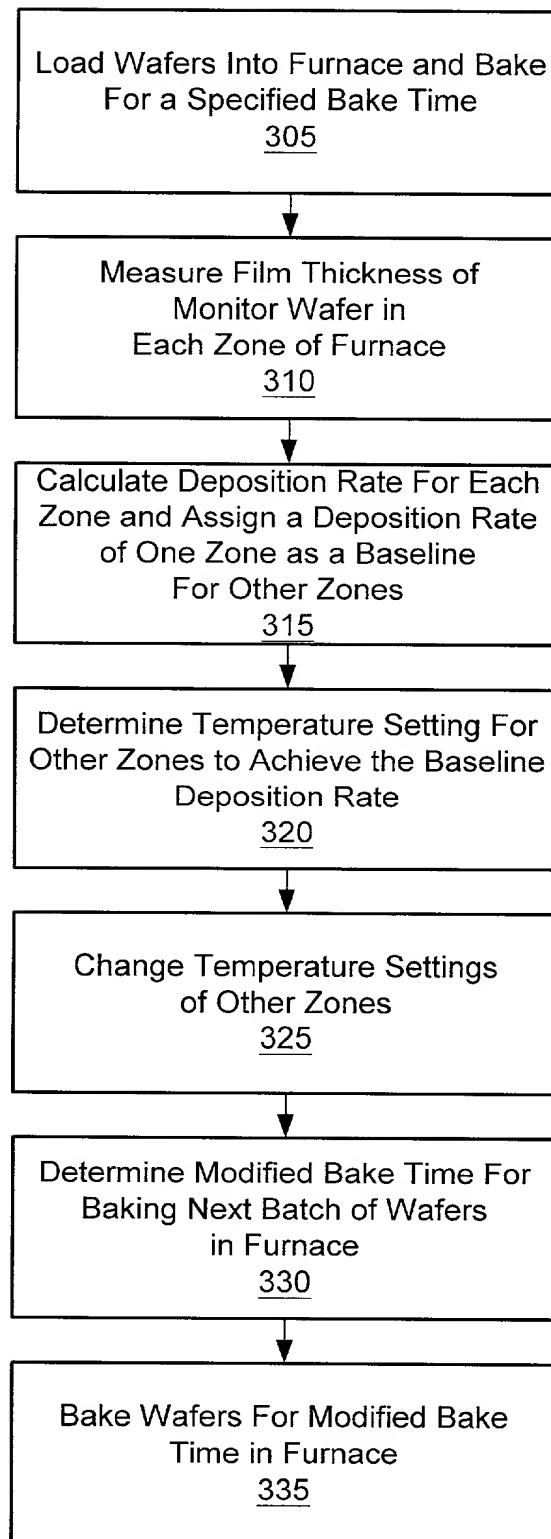 Load Wafers Into Furnace and Bake
For a Specified Bake Time
305
Measure Film Thickness of
Monitor Wafer in
Each Zone of Furnace
310
Calculate Deposition Rate For Each
Zone and Assign a Deposition Rate
of One Zone as a Baseline
For Other Zones
315
Determine Temperature Setting For
Other Zones to Achieve the Baseline
Deposition Rate
320
Change Temperature Settings
of Other Zones
325
Determine Modified Bake Time For
Baking Next Batch of Wafers
in Furnace
330
Bake Wafers For Modified Bake
Time in Furnace
335